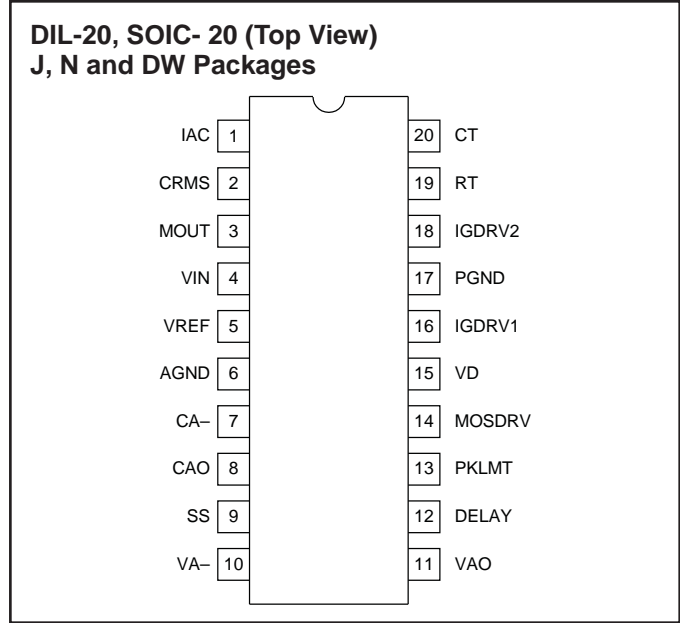 DIL-20, SOIC- 20 (Top View)
J, N and DW Packages
IAC 1 20 CT
CRMS 2 19 RT
MOUT 3 18 IGDRV2
VIN 4 17 PGND
VREF 5 16 IGDRV1
AGND 6 15 VD
CA– 7 14 MOSDRV
CAO 8 13 PKLMT
SS 9 12 DELAY
VA– 10 11 VAO